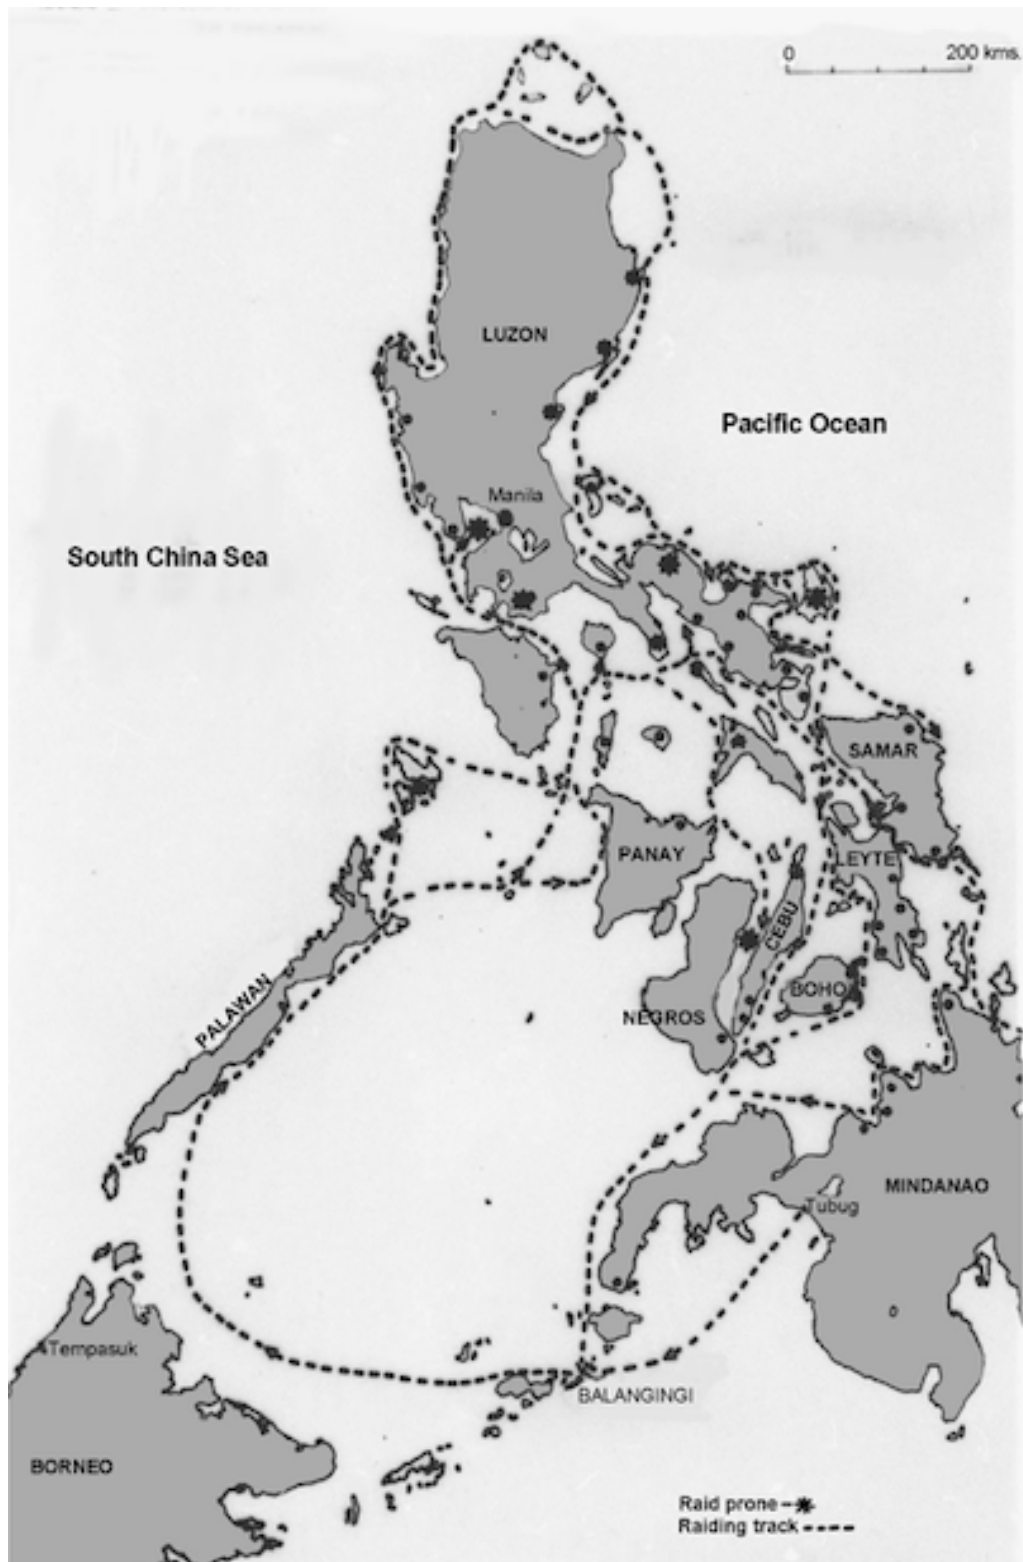 0 200 kms.
LUZON
Pacific Ocean
Manila
South China Sea
SAMAR
PANAY
LEYTE
CEBU
BOHO
PALAWAN
NEGROS
MINDANAO
Tubug
Tempasuk
BALANGINGI
BORNEO
Raid prone
Raiding track